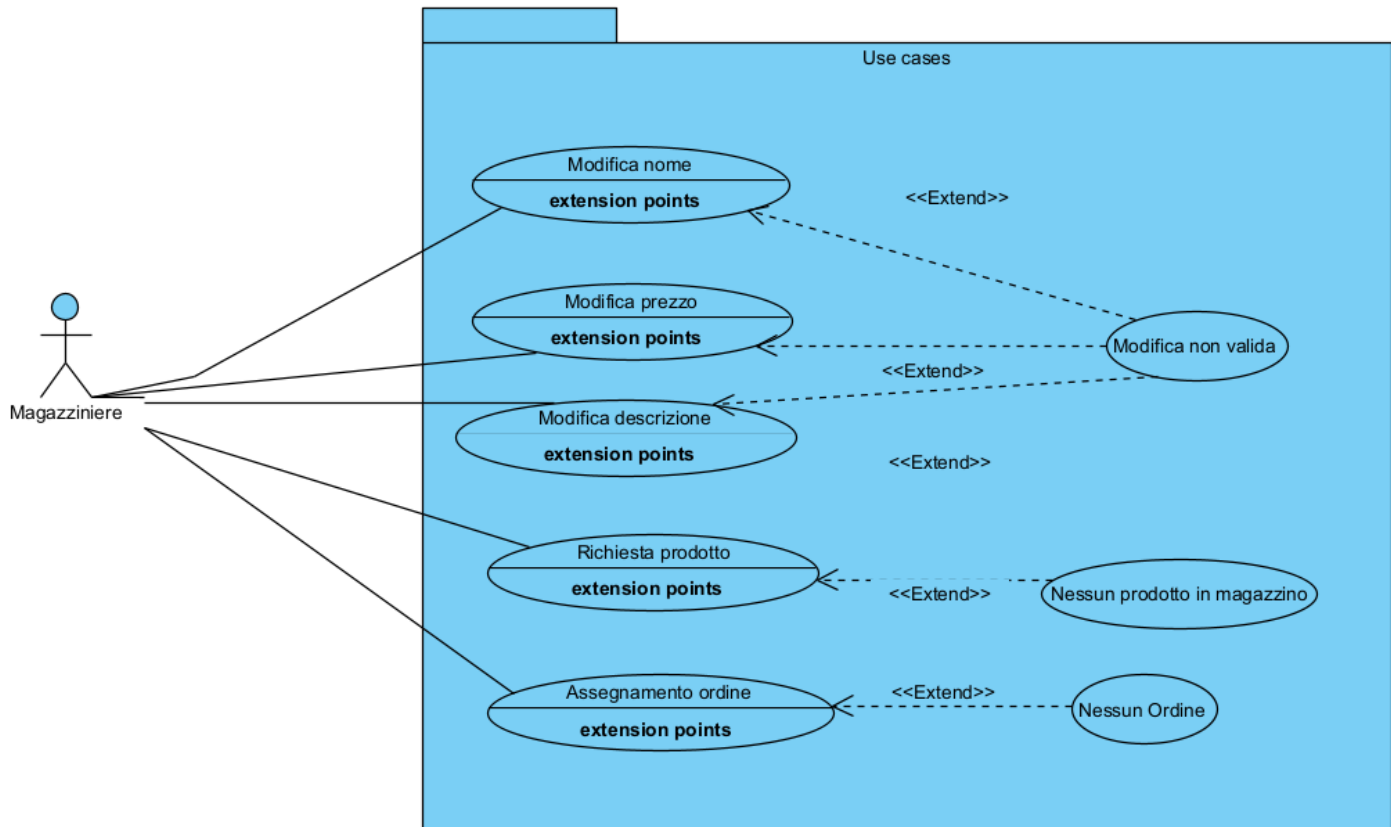 Use cases
Modifica nome
extension points
<<Extend>>
Modifica prezzo
extension points
Modifica non valida
<<Extend>>
Magazziniere
Modifica descrizione
extension points
<<Extend>>
Richiesta prodotto
extension points
<<Extend>>
Nessun prodotto in magazzino
Assegnamento ordine
extension points
<<Extend>>
Nessun Ordine